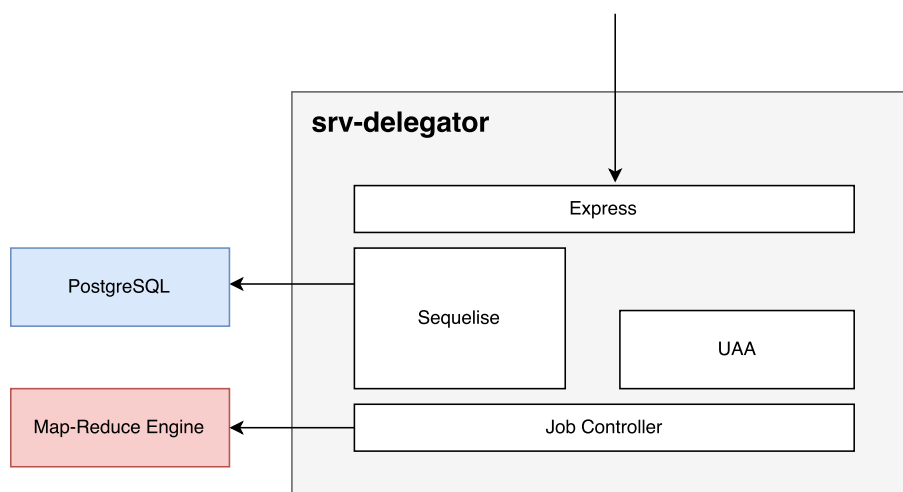 srv-delegator
Express
PostgreSQL
Sequelise
UAA
Map-Reduce Engine
Job Controller